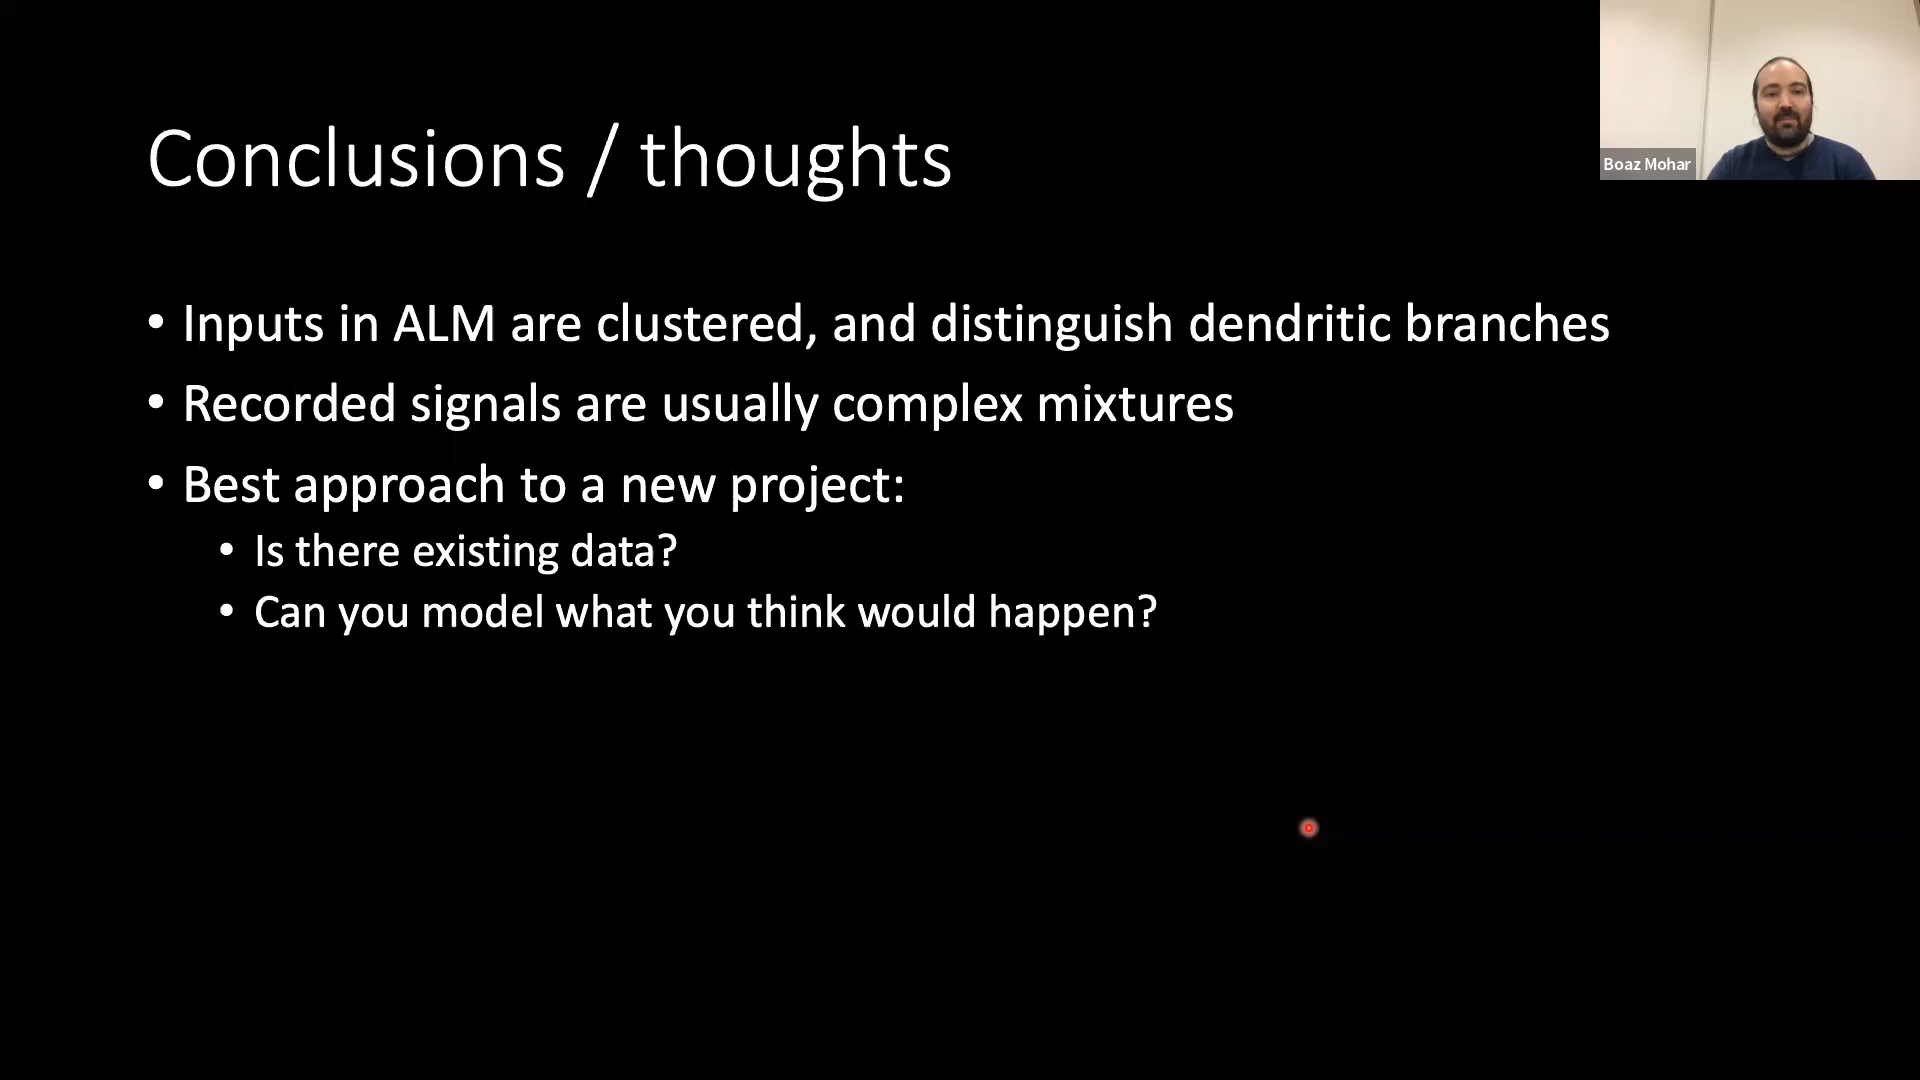 Boaz Mohar
Conclusions / thoughts
• Inputs in ALM are clustered, and distinguish dendritic branches
• Recorded signals are usually complex mixtures
• Best approach to a new project:
• Is there existing data?
• Can you model what you think would happen?